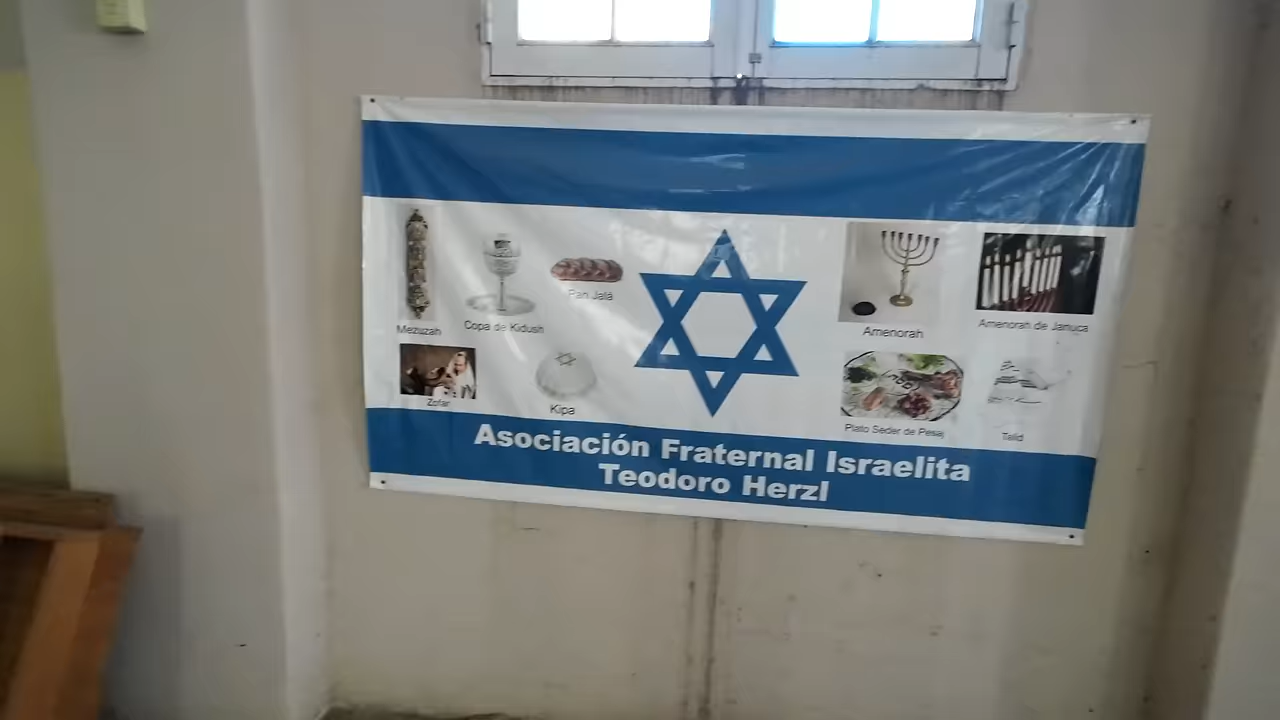 Mezuzah
Copa de Kidush
Pan Jalá
Amenorah
Amenorah de Januca
Zofar
Kipa
Plato Seder de Pesaj
Talid
Asociación Fraternal Israelita
Teodoro Herzl